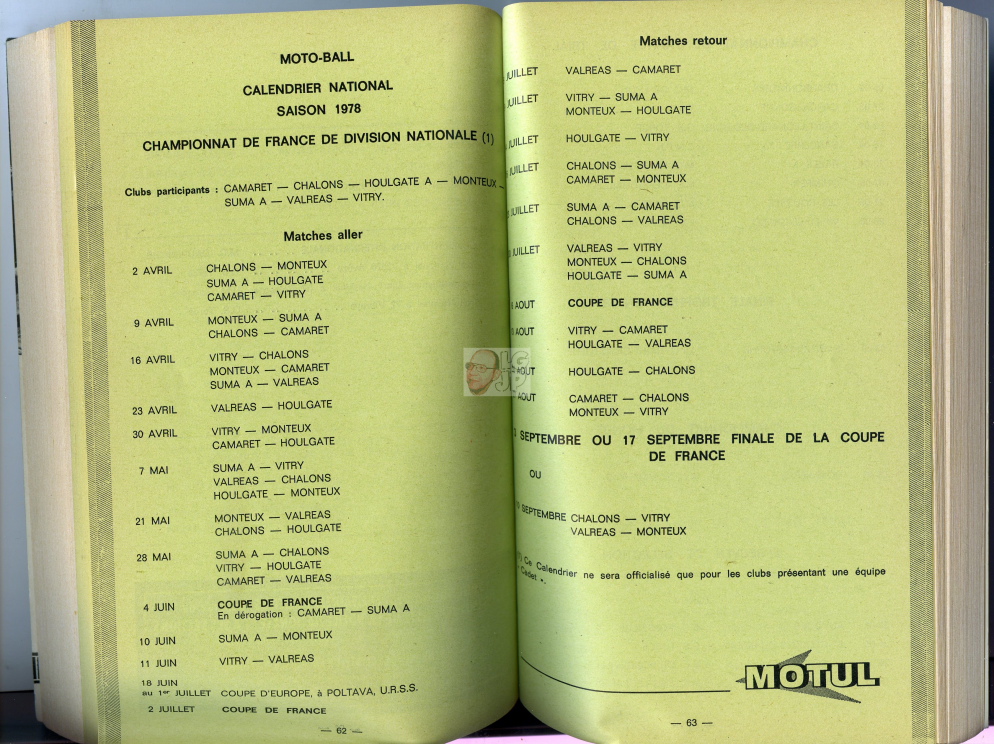 MOTO-BALL
CALENDRIER NATIONAL
SAISON 1978
CHAMPIONNAT DE FRANCE DE DIVISION NATIONALE (1)
Clubs participants : CAMARET — CHALONS — HOULGATE A — MONTEUX —
SUMA A — VALREAS — VITRY.
Matches aller
2 AVRIL CHALONS — MONTEUX
SUMA A — HOULGATE
CAMARET — VITRY
9 AVRIL MONTEUX — SUMA A
CHALONS — CAMARET
16 AVRIL VITRY — CHALONS
MONTEUX — CAMARET
SUMA A — VALREAS
23 AVRIL VALREAS — HOULGATE
30 AVRIL VITRY — MONTEUX
CAMARET — HOULGATE
7 MAI SUMA A — VITRY
VALREAS — CHALONS
HOULGATE — MONTEUX
21 MAI MONTEUX — VALREAS
CHALONS — HOULGATE
28 MAI SUMA A — CHALONS
VITRY — HOULGATE
CAMARET — VALREAS
4 JUIN COUPE DE FRANCE
En dérogation : CAMARET — SUMA A
10 JUIN SUMA A — MONTEUX
11 JUIN VITRY — VALREAS
18 JUIN
au 1er JUILLET COUPE D'EUROPE, à POLTAVA, U.R.S.S.
2 JUILLET COUPE DE FRANCE
— 62 —
Matches retour
JUILLET VALREAS — CAMARET
JUILLET VITRY — SUMA A
MONTEUX — HOULGATE
JUILLET HOULGATE — VITRY
JUILLET CHALONS — SUMA A
CAMARET — MONTEUX
JUILLET SUMA A — CAMARET
CHALONS — VALREAS
JUILLET VALREAS — VITRY
MONTEUX — CHALONS
HOULGATE — SUMA A
AOUT COUPE DE FRANCE
AOUT VITRY — CAMARET
HOULGATE — VALREAS
AOUT HOULGATE — CHALONS
AOUT CAMARET — CHALONS
MONTEUX — VITRY
SEPTEMBRE OU 17 SEPTEMBRE FINALE DE LA COUPE
DE FRANCE
OU
SEPTEMBRE CHALONS — VITRY
VALREAS — MONTEUX
Ce Calendrier ne sera officialisé que pour les clubs présentant une équipe
Cadet ».
MOTUL
— 63 —